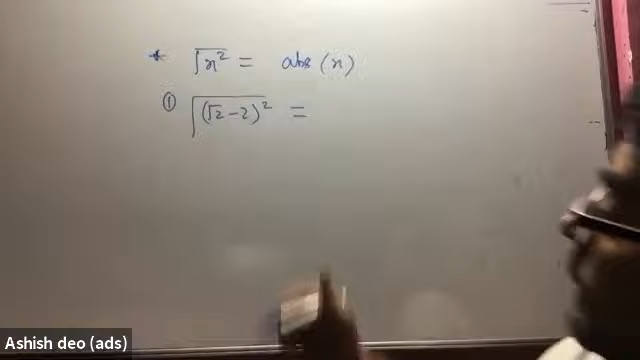 * √x² = abs (x)
① √(√2-2)² =
Ashish deo (ads)